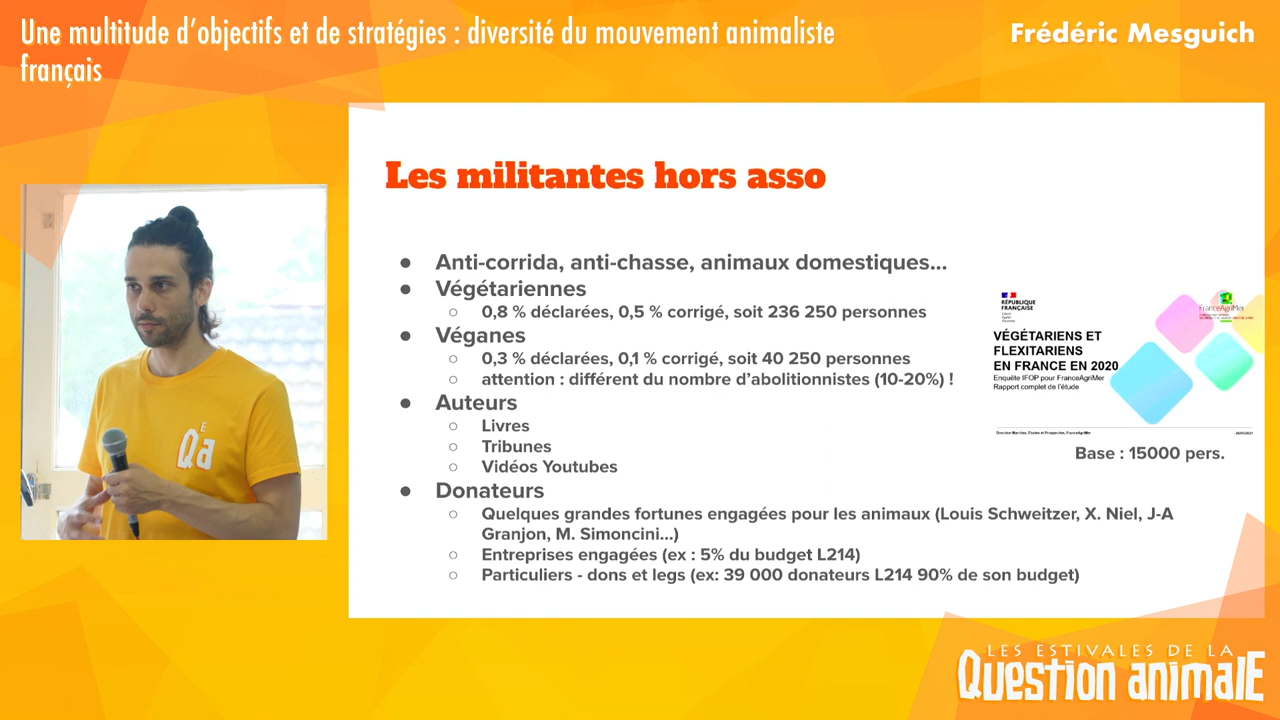 Une multitude d'objectifs et de stratégies : diversité du mouvement animaliste
français
Frédéric Mesguich
Les militantes hors asso
● Anti-corrida, anti-chasse, animaux domestiques...
● Végétariennes
○ 0,8 % déclarées, 0,5 % corrigé, soit 236 250 personnes
● Véganes
○ 0,3 % déclarées, 0,1 % corrigé, soit 40 250 personnes
○ attention : différent du nombre d'abolitionnistes (10-20%) !
● Auteurs
○ Livres
○ Tribunes
○ Vidéos Youtubes
● Donateurs
○ Quelques grandes fortunes engagées pour les animaux (Louis Schweitzer, X. Niel, J-A
Granjon, M. Simoncini...)
○ Entreprises engagées (ex : 5% du budget L214)
○ Particuliers - dons et legs (ex: 39 000 donateurs L214 90% de son budget)
RÉPUBLIQUE
FRANÇAISE
FranceAgriMer
VÉGÉTARIENS ET
FLEXITARIENS
EN FRANCE EN 2020
Enquête IFOP pour FranceAgriMer
Rapport complet de l'étude
Base : 15000 pers.
QEa
LES ESTIVALES DE LA
QUESTION ANIMALE